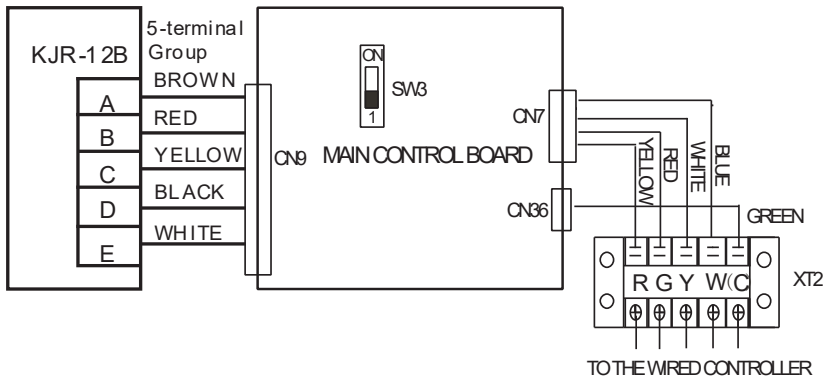 5-terminal
Group
KJR-12B
BROWN
A
RED
B
YELLOW
C
BLACK
D
WHITE
E
CN9
ON
1
SW3
MAIN CONTROL BOARD
CN7
CN36
YELLOW
RED
WHITE
BLUE
GREEN
R G Y W(C
XT2
TO THE WIRED CONTROLLER